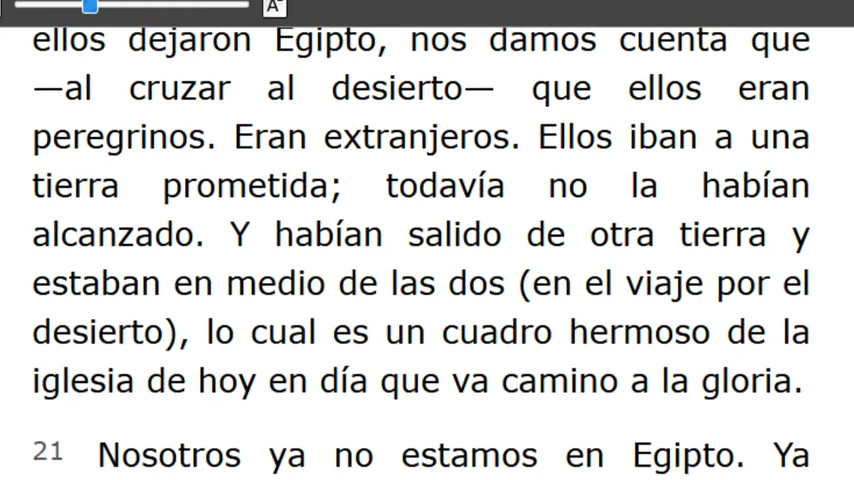 A
ellos dejaron Egipto, nos damos cuenta que
—al cruzar al desierto— que ellos eran
peregrinos. Eran extranjeros. Ellos iban a una
tierra prometida; todavía no la habían
alcanzado. Y habían salido de otra tierra y
estaban en medio de las dos (en el viaje por el
desierto), lo cual es un cuadro hermoso de la
iglesia de hoy en día que va camino a la gloria.
21 Nosotros ya no estamos en Egipto. Ya